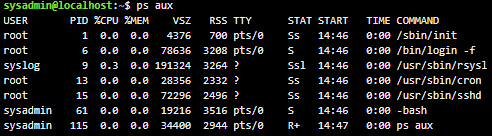 sysadmin@localhost:~$ ps aux
USER       PID %CPU %MEM    VSZ   RSS TTY      STAT START   TIME COMMAND
root         1  0.0  0.0   4376   700 pts/0    Ss   14:46   0:00 /sbin/init
root         6  0.0  0.0  78636  3208 pts/0    S    14:46   0:00 /bin/login -f
syslog       9  0.3  0.0 191324  3264 ?        Ssl  14:46   0:00 /usr/sbin/rsysl
root        13  0.0  0.0  28356  2332 ?        Ss   14:46   0:00 /usr/sbin/cron
root        15  0.0  0.0  72296  2496 ?        Ss   14:46   0:00 /usr/sbin/sshd
sysadmin    61  0.0  0.0  19216  3516 pts/0    S    14:46   0:00 -bash
sysadmin   115  0.0  0.0  34400  2944 pts/0    R+   14:47   0:00 ps aux